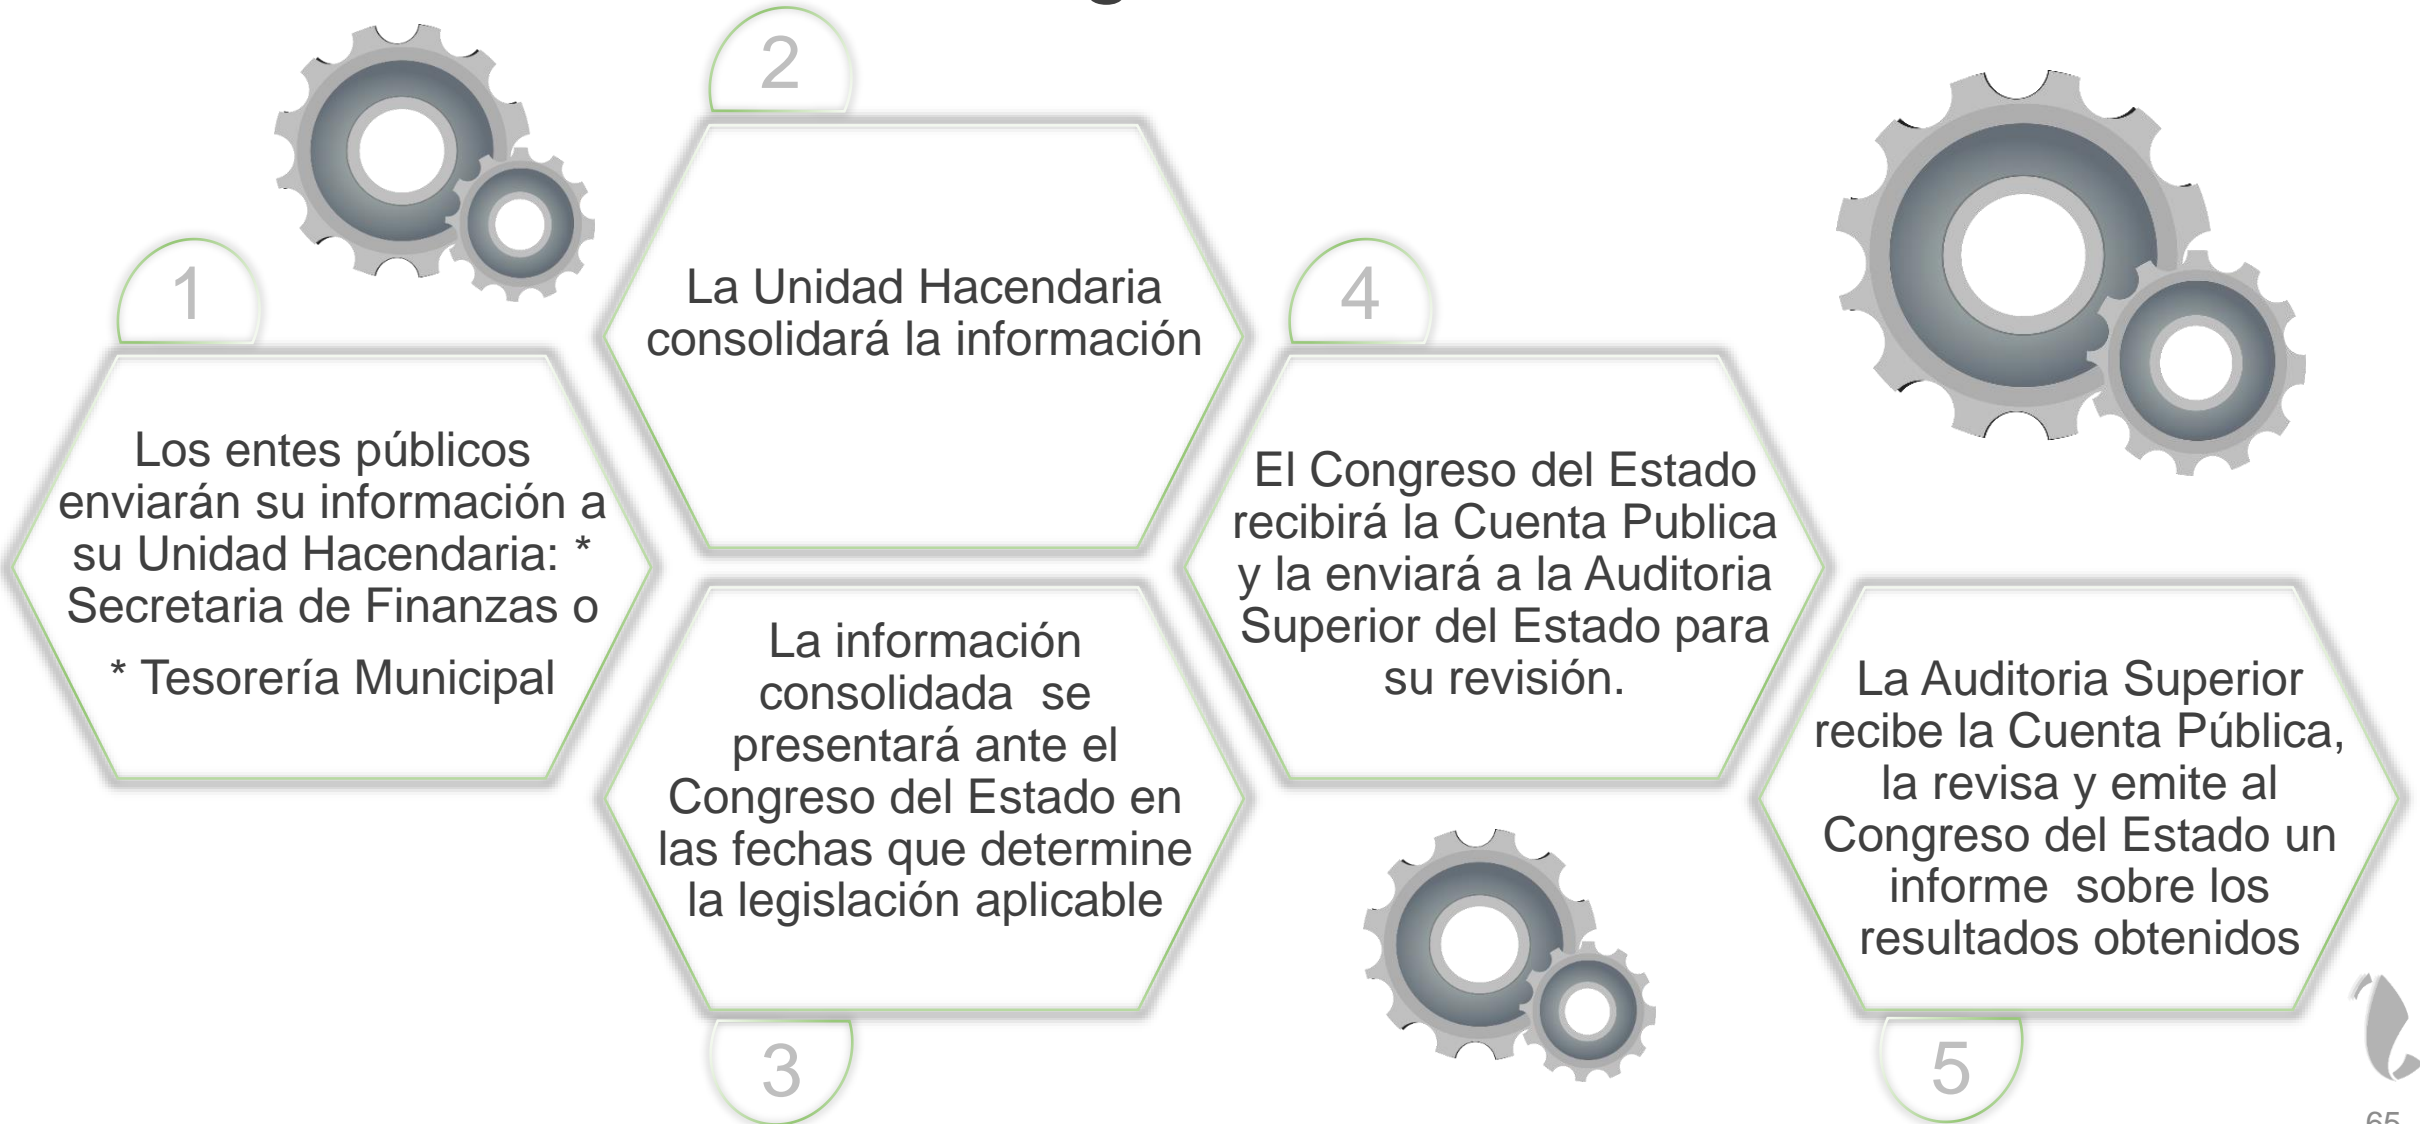 1
Los entes públicos
enviarán su información a
su Unidad Hacendaria: *
Secretaria de Finanzas o
* Tesorería Municipal
2
La Unidad Hacendaria
consolidará la información
La información
consolidada  se
presentará ante el
Congreso del Estado en
las fechas que determine
la legislación aplicable
3
4
El Congreso del Estado
recibirá la Cuenta Publica
y la enviará a la Auditoria
Superior del Estado para
su revisión.
La Auditoria Superior
recibe la Cuenta Pública,
la revisa y emite al
Congreso del Estado un
informe  sobre los
resultados obtenidos
5
65